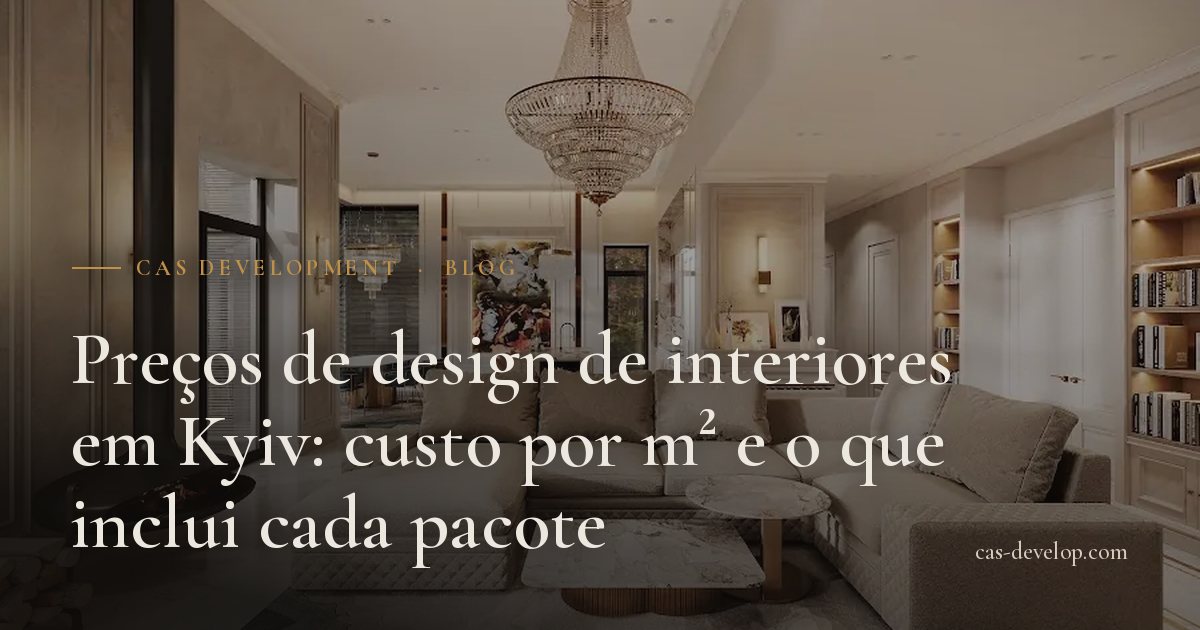 CAS DEVELOPMENT · BLOG
Preços de design de interiores
em Kyiv: custo por m² e o que
inclui cada pacote
cas-develop.com